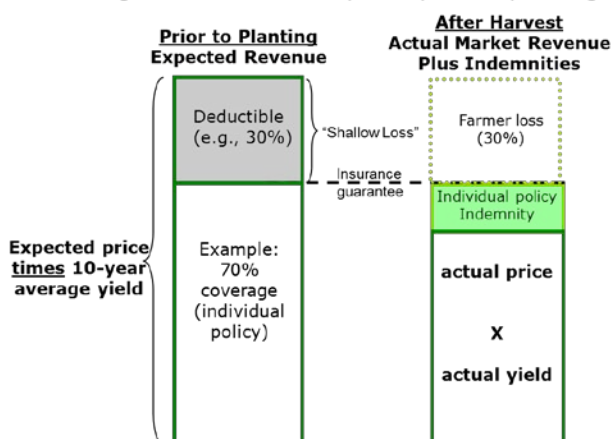 Prior to Planting
Expected Revenue
After Harvest
Actual Market Revenue
Plus Indemnities
Deductible
(e.g., 30%)
"Shallow Loss"
Farmer loss
(30%)
Insurance
guarantee
Individual policy
Indemnity
Expected price
times 10-year
average yield
Example:
70%
coverage
(individual
policy)
actual price
X
actual yield